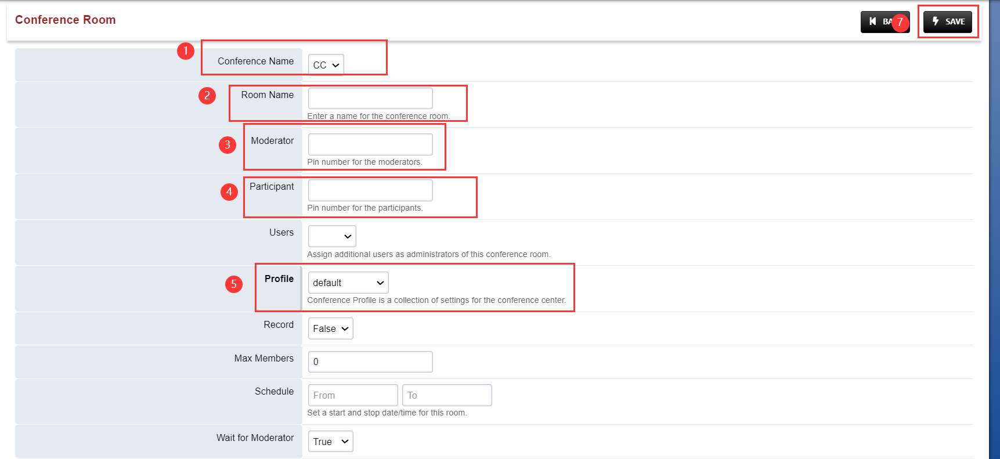 Conference Room
BA
7
SAVE
1
Conference Name
CC
2
Room Name
Enter a name for the conference room.
3
Moderator
Pin number for the moderators.
4
Participant
Pin number for the participants.
Users
Assign additional users as administrators of this conference room.
5
Profile
default
Conference Profile is a collection of settings for the conference center.
Record
False
Max Members
0
Schedule
From
To
Set a start and stop date/time for this room.
Wait for Moderator
True